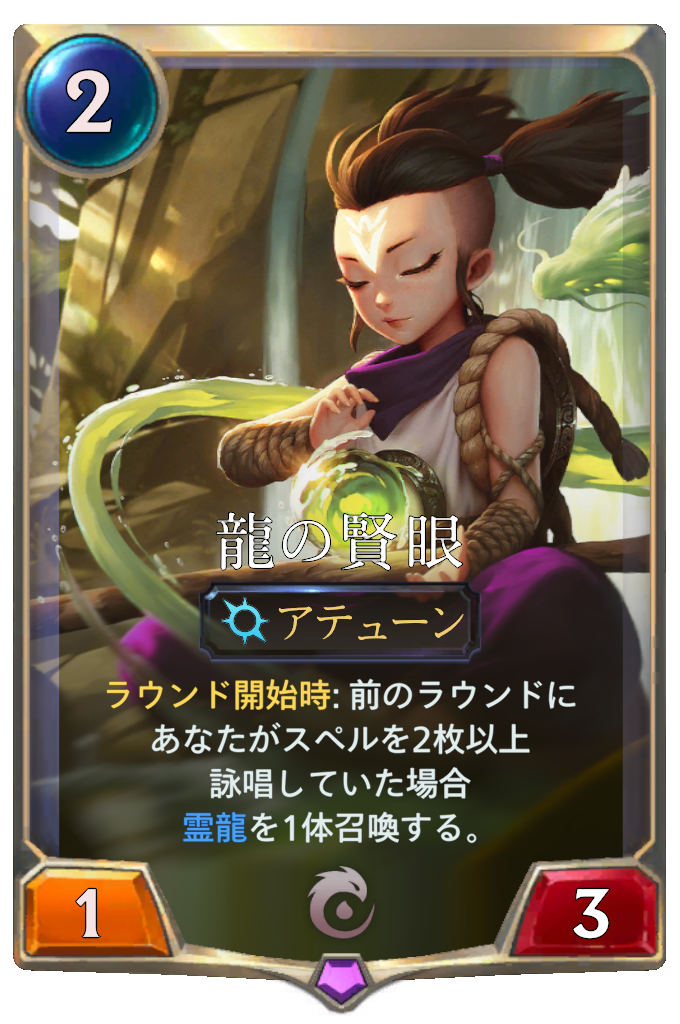 2
龍の賢眼
アテューン
ラウンド開始時: 前のラウンドに
あなたがスペルを2枚以上
詠唱していた場合
霊龍を1体召喚する。
1
3